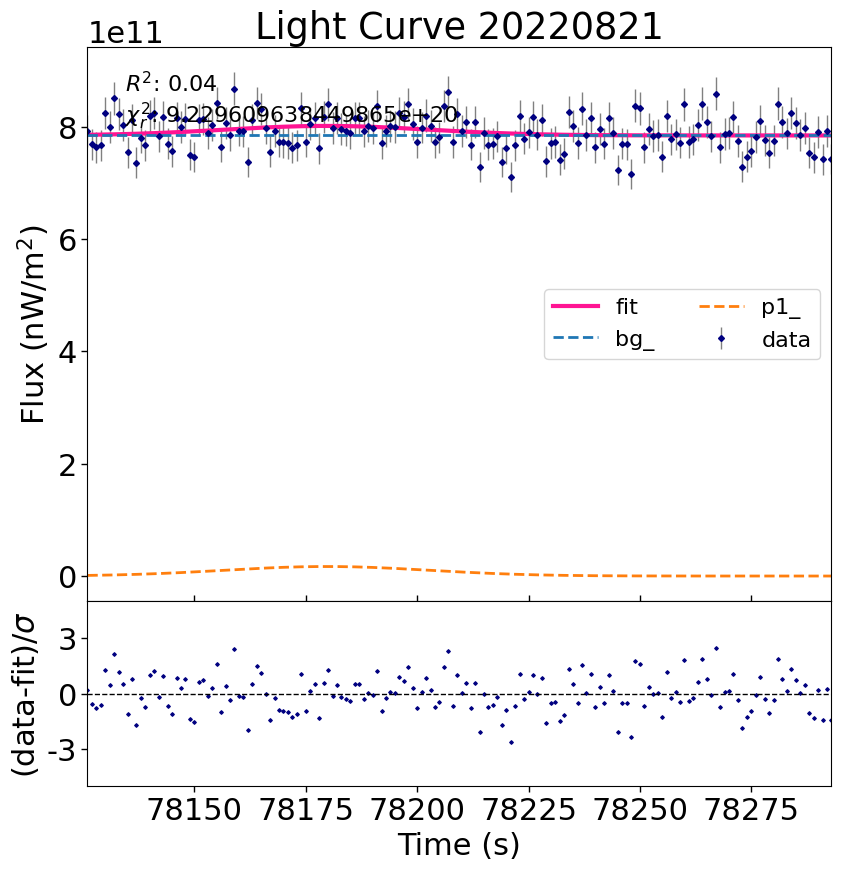 Light Curve 20220821
1e11
R²: 0.04
χ²ᵣ: 9.229609638449865e+20
8
6
4
2
0
Flux (nW/m²)
fit
bg_
p1_
data
3
0
-3
(data-fit)/σ
78150 78175 78200 78225 78250 78275
Time (s)